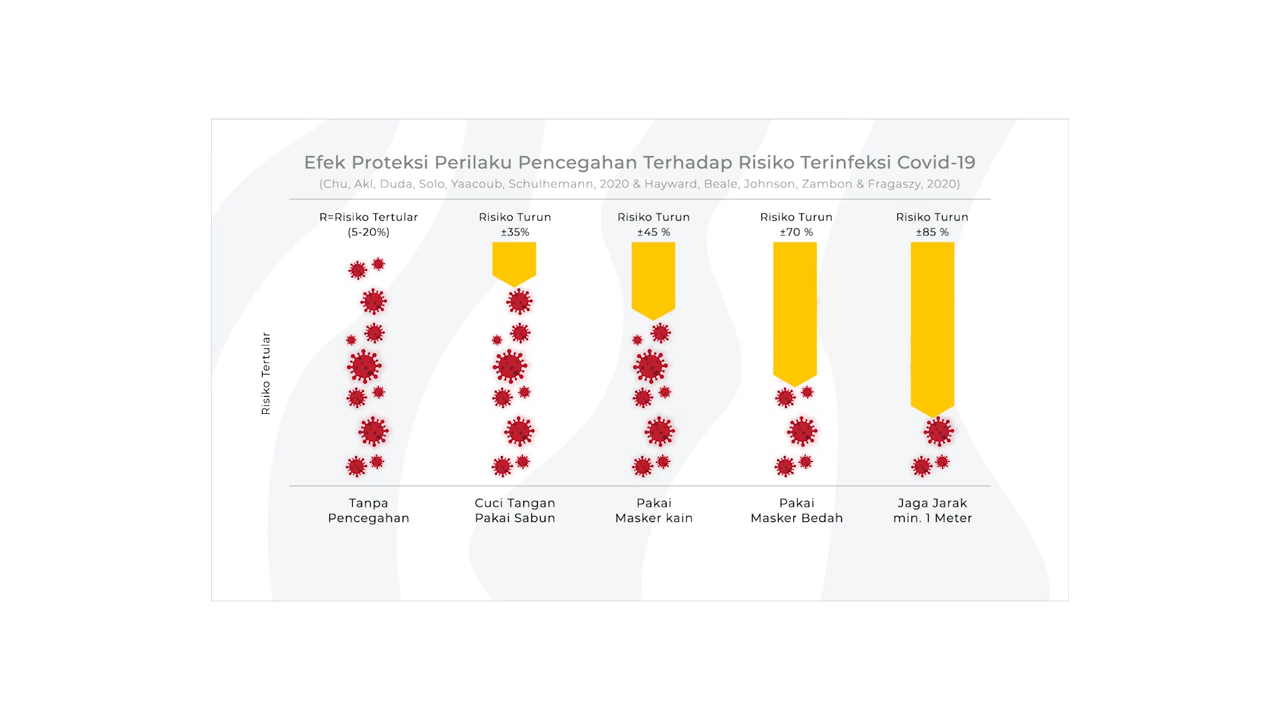 Efek Proteksi Perilaku Pencegahan Terhadap Risiko Terinfeksi Covid-19
(Chu, Akl, Duda, Solo, Yaacoub, Schulhemann, 2020 & Hayward, Beale, Johnson, Zambon & Fragaszy, 2020)
R=Risiko Tertular
(5-20%)
Risiko Turun
±35%
Risiko Turun
±45 %
Risiko Turun
±70 %
Risiko Turun
±85 %
Risiko Tertular
Tanpa
Pencegahan
Cuci Tangan
Pakai Sabun
Pakai
Masker kain
Pakai
Masker Bedah
Jaga Jarak
min. 1 Meter